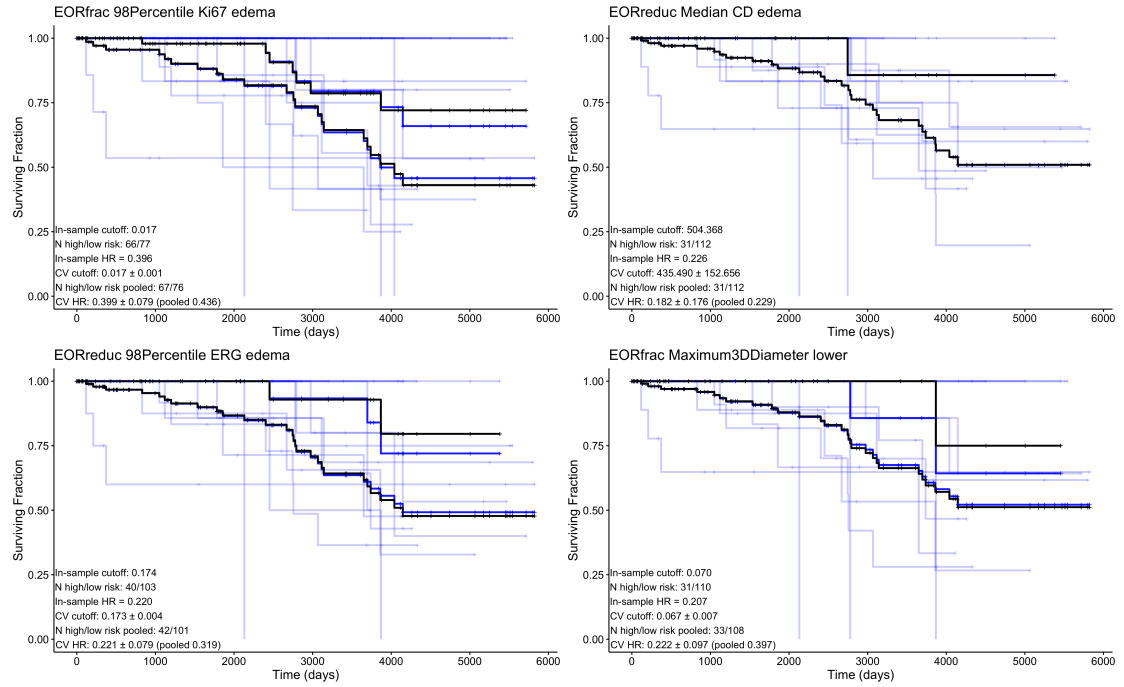 EORfrac 98Percentile Ki67 edema
1.00
0.75
0.50
0.25
0.00
Surviving Fraction
In-sample cutoff: 0.017
N high/low risk: 66/77
In-sample HR = 0.396
CV cutoff: 0.017 ± 0.001
N high/low risk pooled: 67/76
CV HR: 0.399 ± 0.079 (pooled 0.436)
0 1000 2000 3000 4000 5000 6000
Time (days)
EORreduc Median CD edema
1.00
0.75
0.50
0.25
0.00
Surviving Fraction
In-sample cutoff: 504.368
N high/low risk: 31/112
In-sample HR = 0.226
CV cutoff: 435.490 ± 152.656
N high/low risk pooled: 31/112
CV HR: 0.182 ± 0.176 (pooled 0.229)
0 1000 2000 3000 4000 5000 6000
Time (days)
EORreduc 98Percentile ERG edema
1.00
0.75
0.50
0.25
0.00
Surviving Fraction
In-sample cutoff: 0.174
N high/low risk: 40/103
In-sample HR = 0.220
CV cutoff: 0.173 ± 0.004
N high/low risk pooled: 42/101
CV HR: 0.221 ± 0.079 (pooled 0.319)
0 1000 2000 3000 4000 5000 6000
Time (days)
EORfrac Maximum3DDiameter lower
1.00
0.75
0.50
0.25
0.00
Surviving Fraction
In-sample cutoff: 0.070
N high/low risk: 31/110
In-sample HR = 0.207
CV cutoff: 0.067 ± 0.007
N high/low risk pooled: 33/108
CV HR: 0.222 ± 0.097 (pooled 0.397)
0 1000 2000 3000 4000 5000 6000
Time (days)